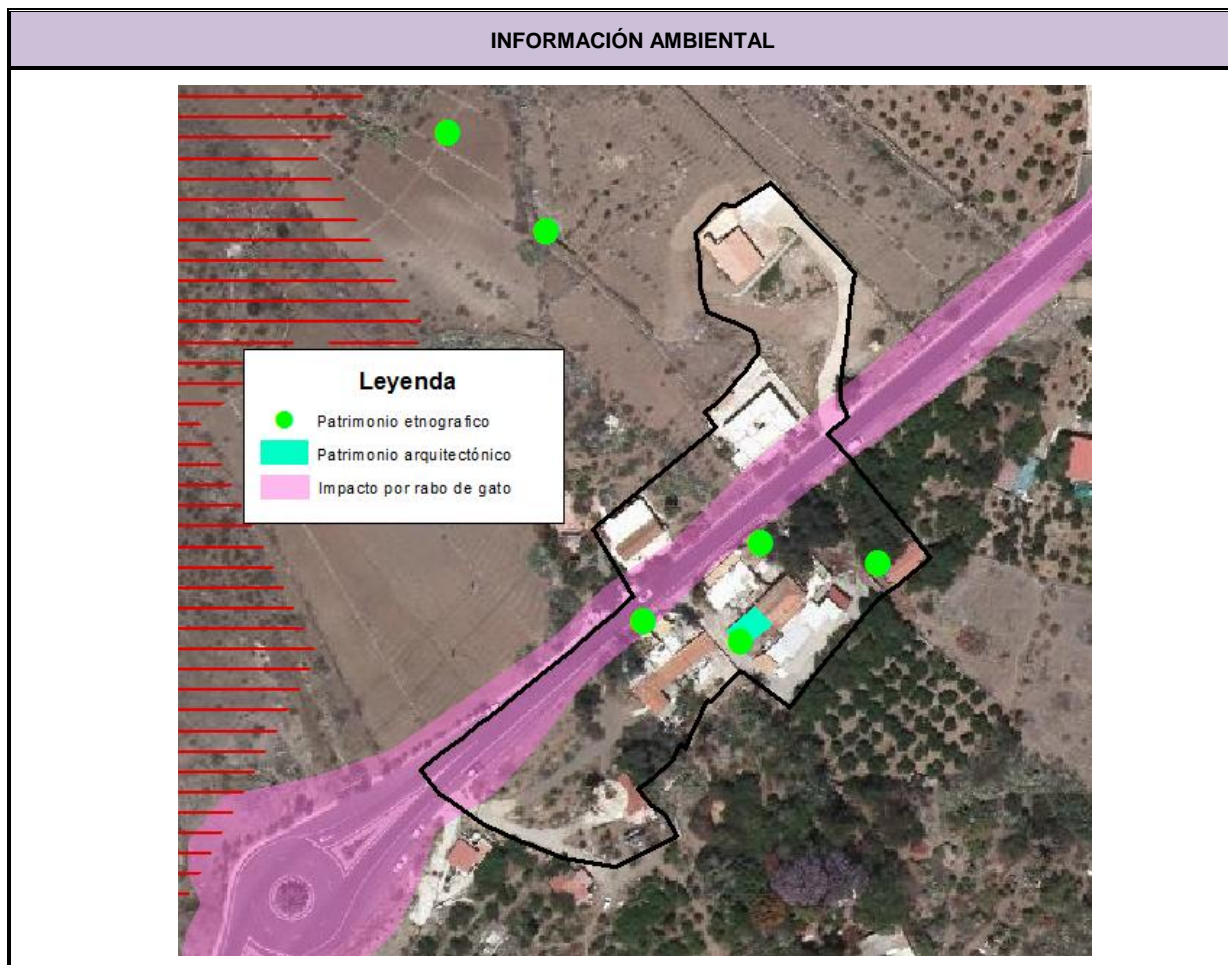 INFORMACIÓN AMBIENTAL
Leyenda
Patrimonio etnografico
Patrimonio arquitectónico
Impacto por rabo de gato